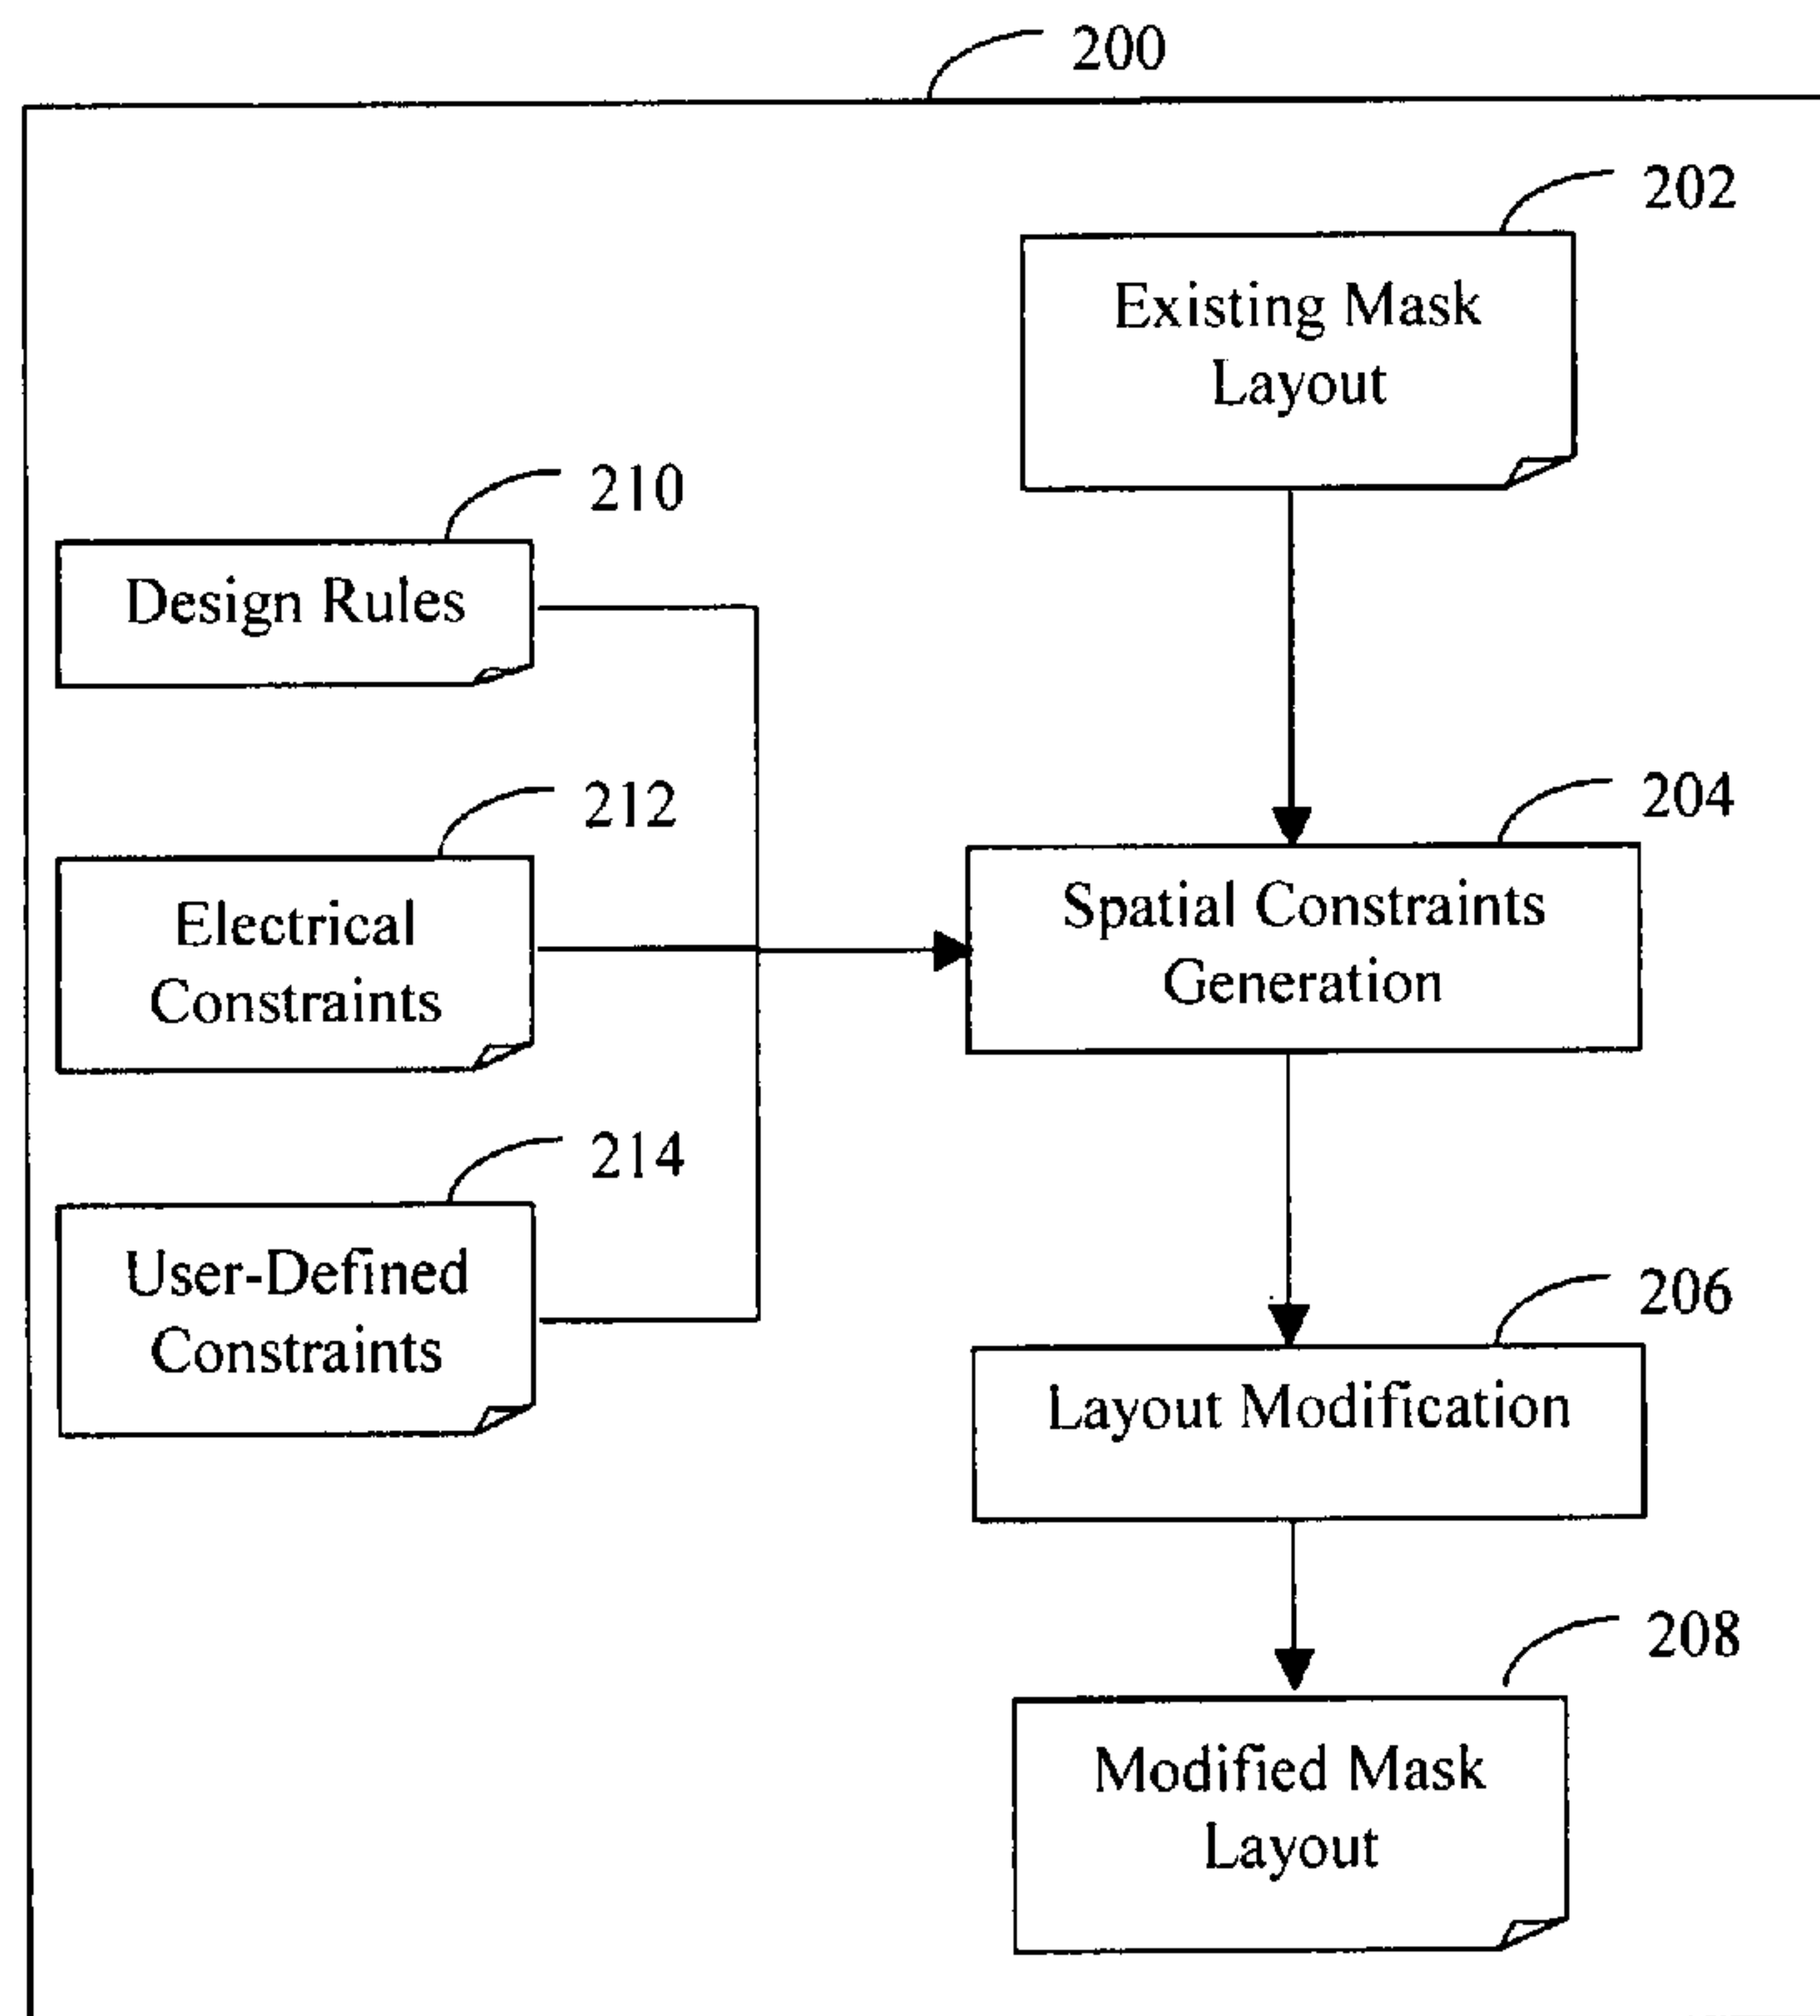 200
202
Existing Mask
Layout
210
Design Rules
212
Electrical
Constraints
204
Spatial Constraints
Generation
214
User-Defined
Constraints
206
Layout Modification
208
Modified Mask
Layout